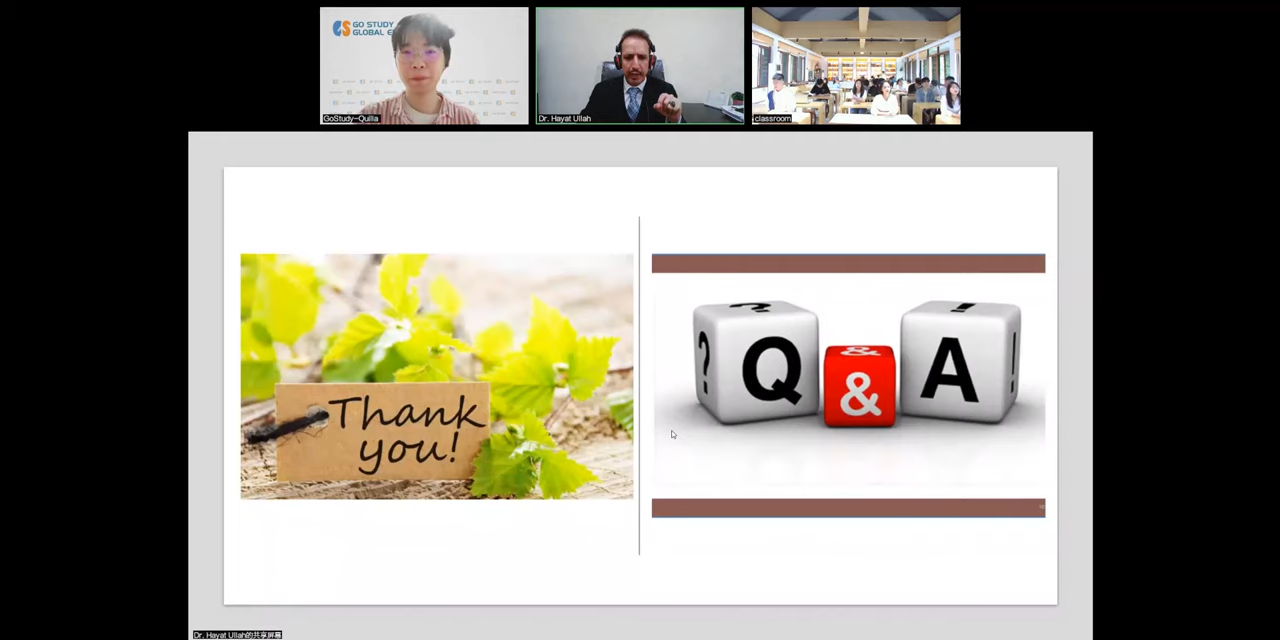 GO STUDY
GLOBAL E
GoStudy-Quilla
Dr. Hayat Ullah
classroom
Thank
you!
?
?
Q
&
&
!
A
!
Dr. Hayat Ullah的共享屏幕